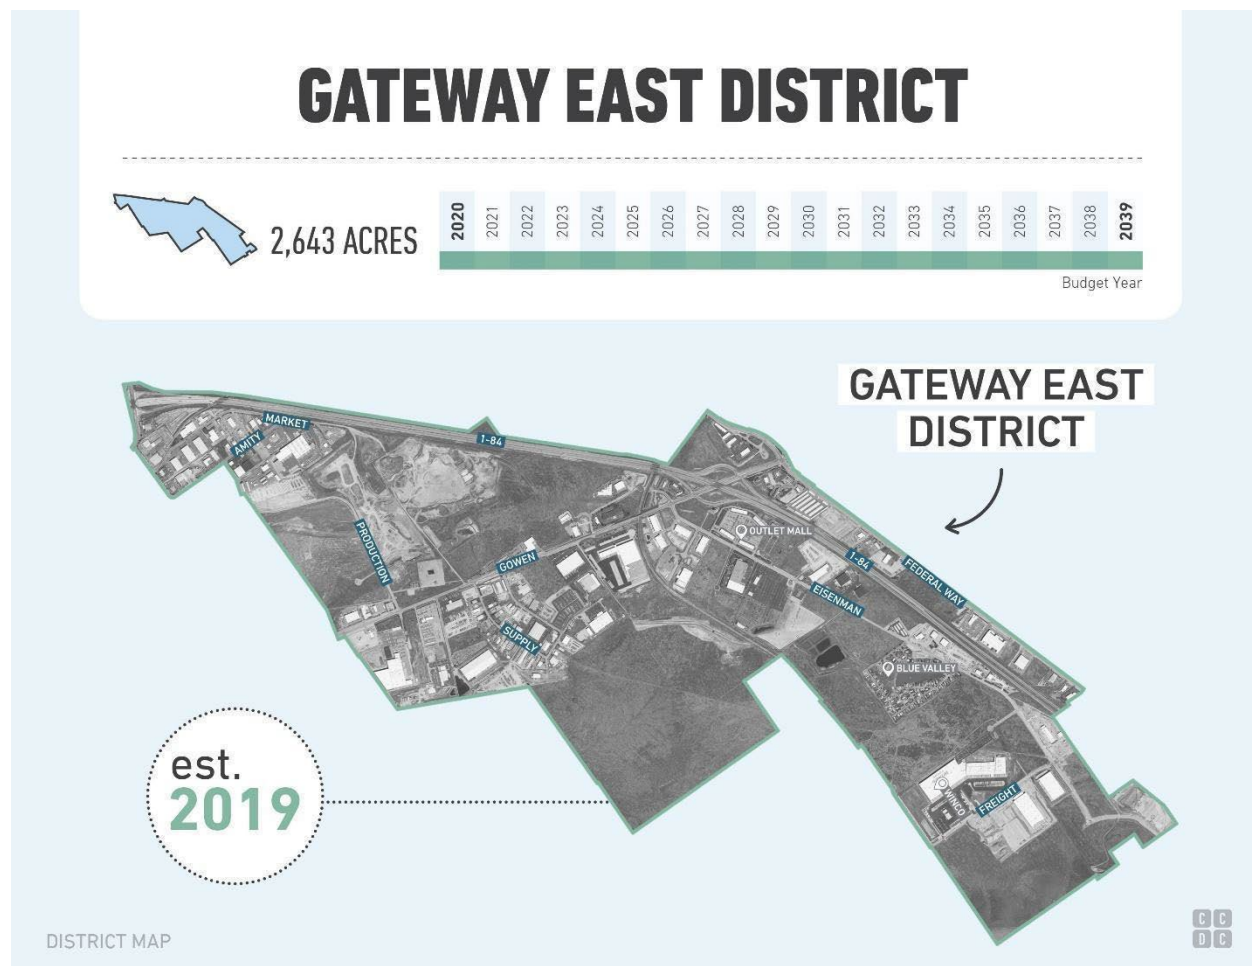 GATEWAY EAST DISTRICT
2,643 ACRES
2020 2021 2022 2023 2024 2025 2026 2027 2028 2029 2030 2031 2032 2033 2034 2035 2036 2037 2038 2039
Budget Year
GATEWAY EAST
DISTRICT
MARKET
AMITY
1-84
OUTLET MALL
PRODUCTION
GOWEN
1-84
FEDERAL WAY
EISENMAN
SUPPLY
BLUE VALLEY
WINCO
FREIGHT
est.
2019
DISTRICT MAP
C C
D C